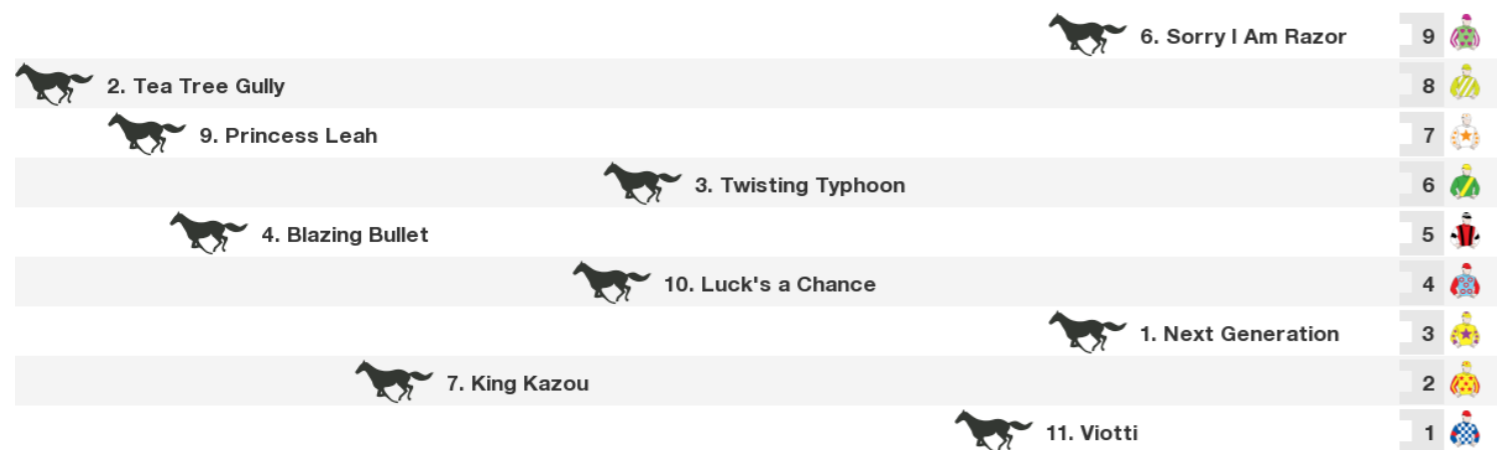 6. Sorry I Am Razor 9
2. Tea Tree Gully 8
9. Princess Leah 7
3. Twisting Typhoon 6
4. Blazing Bullet 5
10. Luck's a Chance 4
1. Next Generation 3
7. King Kazou 2
11. Viotti 1